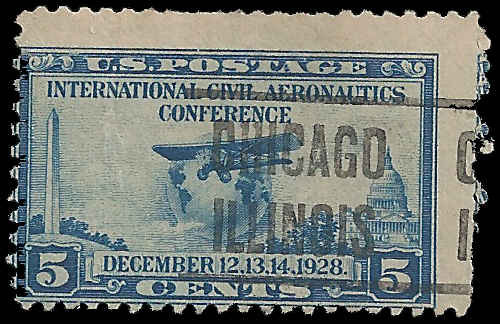 U.S. POSTAGE
INTERNATIONAL CIVIL AERONAUTICS
CONFERENCE
CHICAGO
ILLINOIS
C
I
5 DECEMBER 12,13,14,1928. 5
CENTS